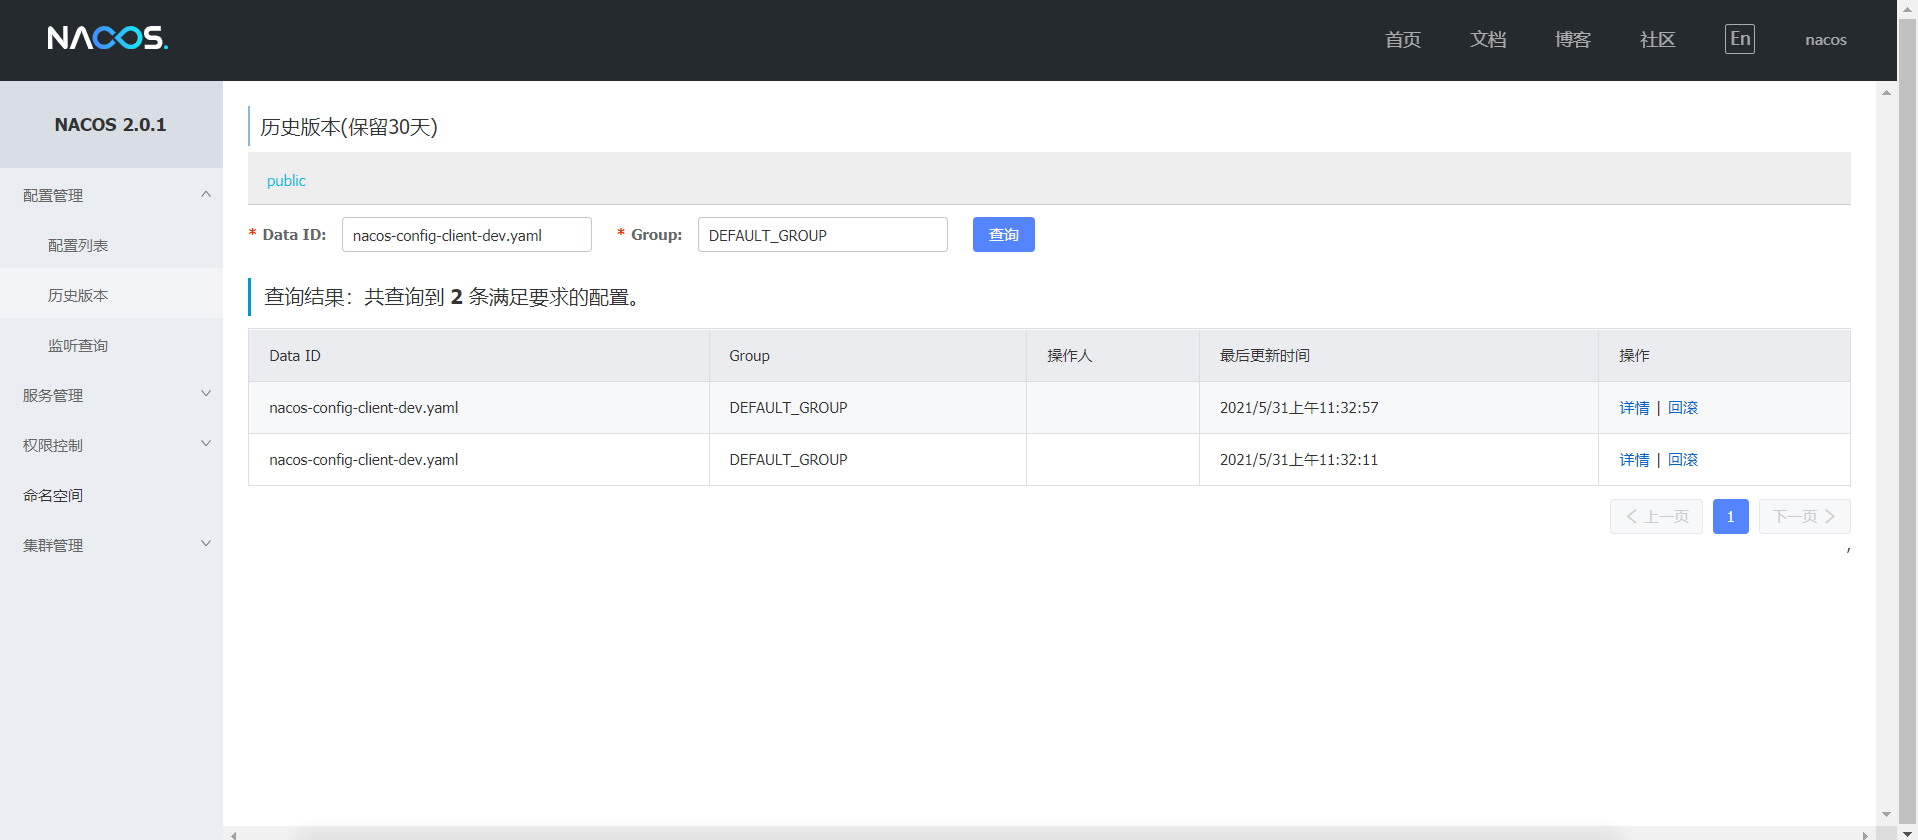 NACOS. 首页 文档 博客 社区 En nacos
NACOS 2.0.1
配置管理
配置列表
历史版本
监听查询
服务管理
权限控制
命名空间
集群管理
历史版本(保留30天)
public
* Data ID: nacos-config-client-dev.yaml * Group: DEFAULT_GROUP 查询
查询结果：共查询到 2 条满足要求的配置。
Data ID Group 操作人 最后更新时间 操作
nacos-config-client-dev.yaml DEFAULT_GROUP 2021/5/31上午11:32:57 详情 | 回滚
nacos-config-client-dev.yaml DEFAULT_GROUP 2021/5/31上午11:32:11 详情 | 回滚
上一页 1 下一页
,